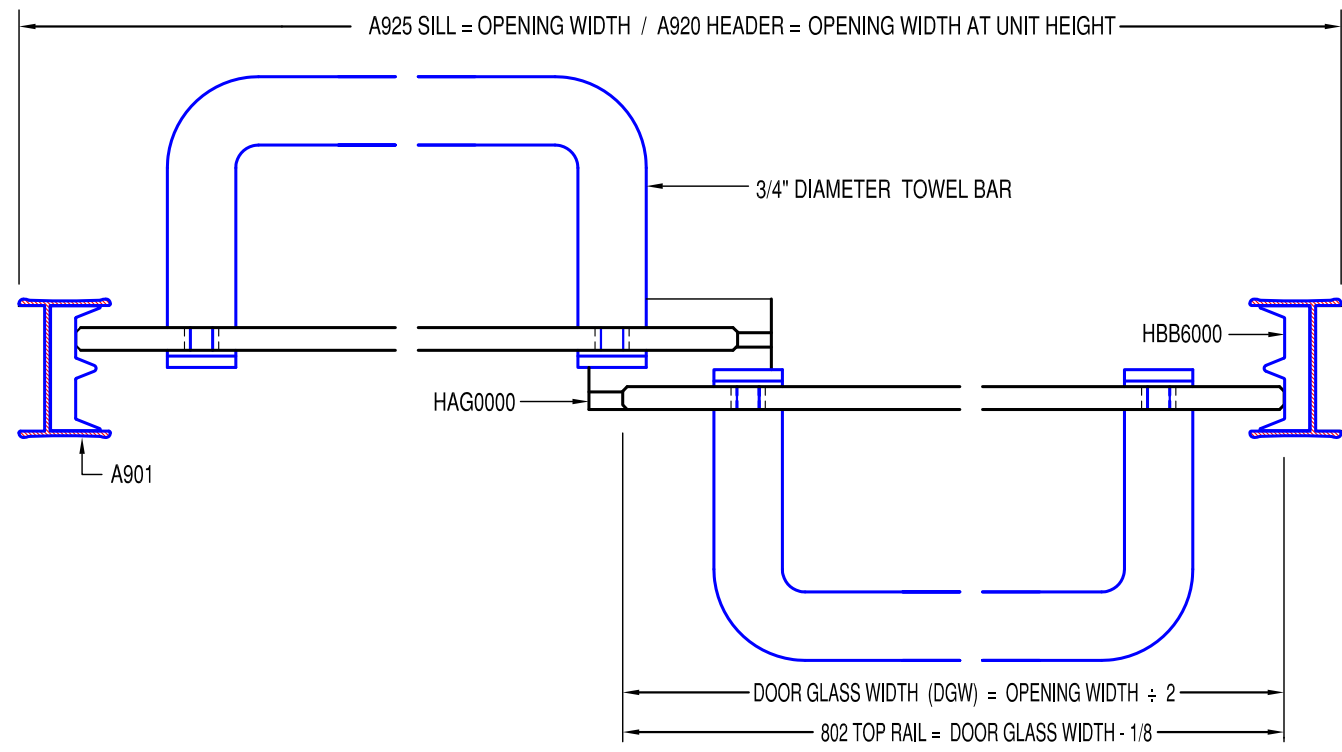 A925 SILL = OPENING WIDTH / A920 HEADER = OPENING WIDTH AT UNIT HEIGHT
3/4" DIAMETER TOWEL BAR
HBB6000
HAG0000
A901
DOOR GLASS WIDTH (DGW) = OPENING WIDTH ÷ 2
802 TOP RAIL = DOOR GLASS WIDTH - 1/8